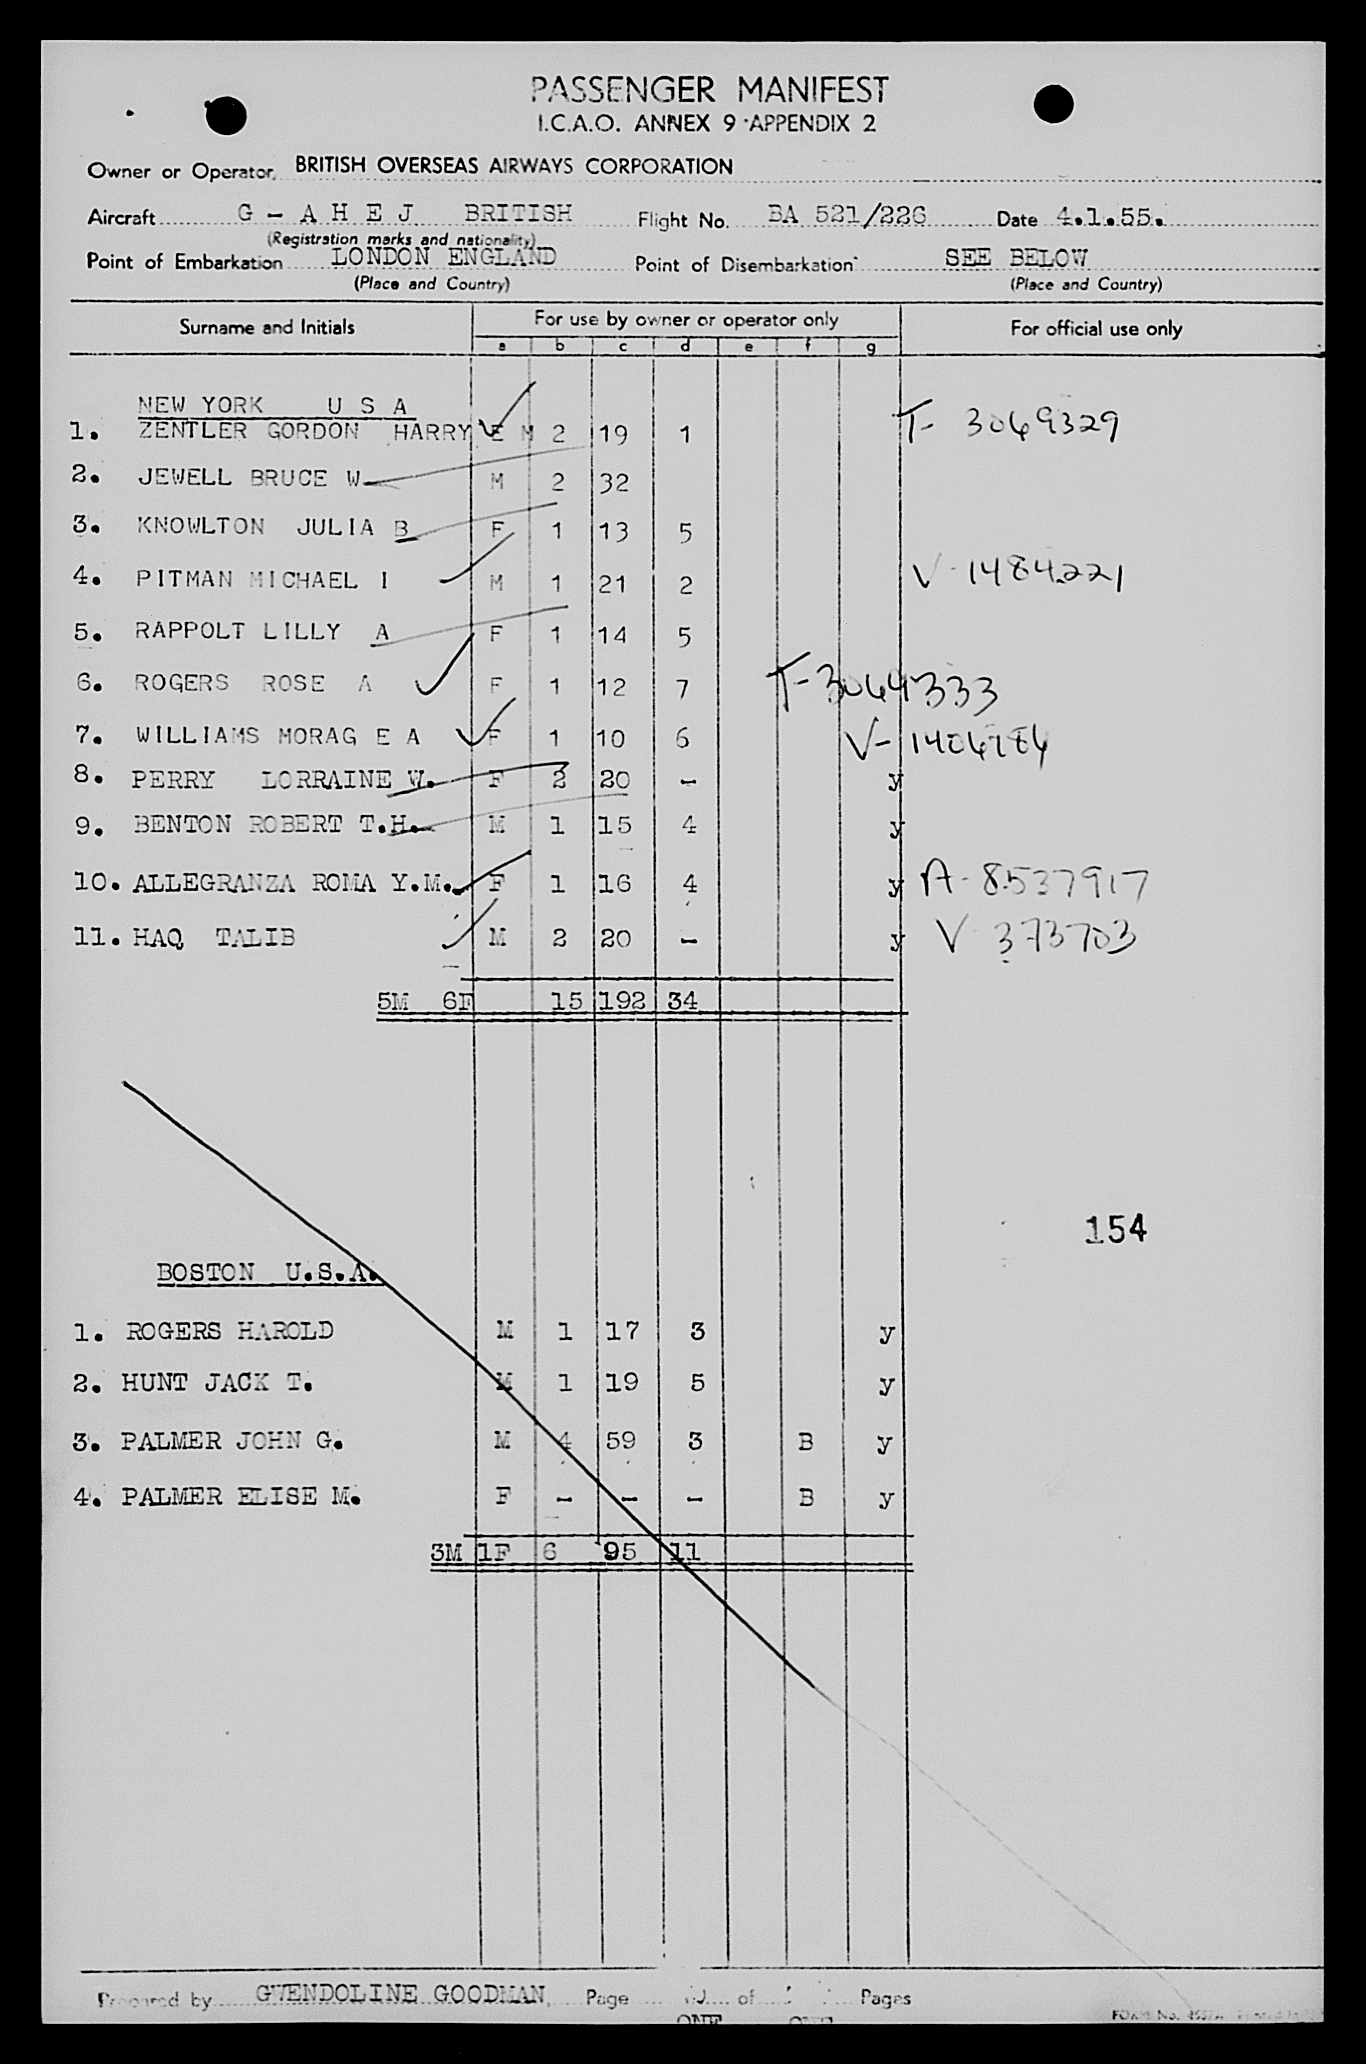 PASSENGER MANIFEST
I.C.A.O. ANNEX 9 · APPENDIX 2
Owner or Operator BRITISH OVERSEAS AIRWAYS CORPORATION
Aircraft G - A H E J BRITISH Flight No. BA 521/226 Date 4.1.55.
(Registration marks and nationality)
Point of Embarkation LONDON ENGLAND Point of Disembarkation SEE BELOW
(Place and Country) (Place and Country)
Surname and Initials For use by owner or operator only For official use only
a b c d e f g
NEW YORK U S A
1. ZENTLER GORDON HARRY M 2 19 1 T- 3069329
2. JEWELL BRUCE W M 2 32
3. KNOWLTON JULIA B F 1 13 5
4. PITMAN MICHAEL I M 1 21 2 V-1484221
5. RAPPOLT LILLY A F 1 14 5
6. ROGERS ROSE A F 1 12 7 T-3069333
7. WILLIAMS MORAG E A F 1 10 6 V-
8. PERRY LORRAINE W. F 2 20 - y
9. BENTON ROBERT T.H. M 1 15 4 y
10. ALLEGRANZA ROMA Y.M. F 1 16 4 y A-8537917
11. HAQ TALIB M 2 20 - y V 373703
5M 6F 15 192 34
154
BOSTON U.S.A.
1. ROGERS HAROLD M 1 17 3 y
2. HUNT JACK T. M 1 19 5 y
3. PALMER JOHN G. M 4 59 3 B y
4. PALMER ELISE M. F - - - B y
3M 1F 6 95 11
Prepared by GWENDOLINE GOODMAN Page of Pages
ONE
FORM No.